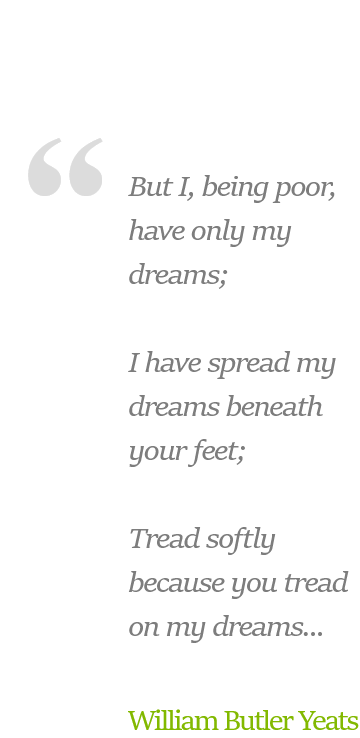 “
But I, being poor,
have only my
dreams;
I have spread my
dreams beneath
your feet;
Tread softly
because you tread
on my dreams...
William Butler Yeats